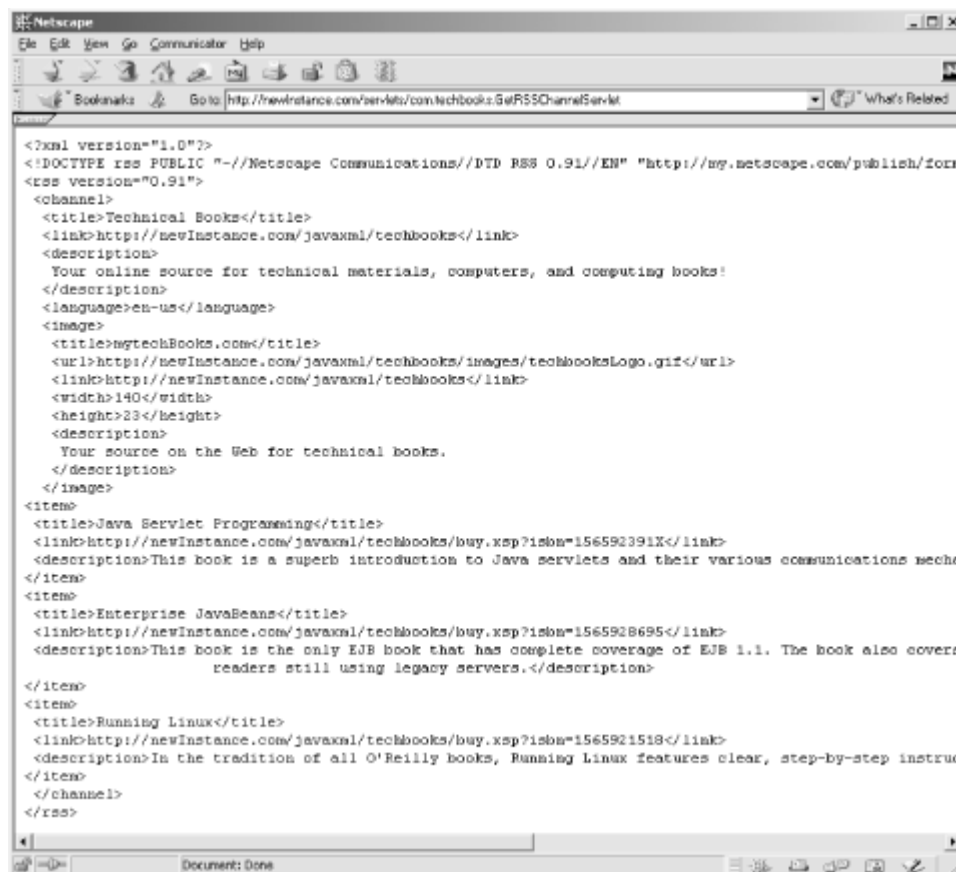 Netscape
File Edit View Go Communicator Help
My
Bookmarks Go to: http://newInstance.com/servlets/com.techbooks.GetRSSChannelServlet What's Related
<?xml version="1.0"?>
<!DOCTYPE rss PUBLIC "-//Netscape Communications//DTD RSS 0.91//EN" "http://my.netscape.com/publish/form
<rss version="0.91">
<channel>
<title>Technical Books</title>
<link>http://newInstance.com/javaxml/techbooks</link>
<description>
Your online source for technical materials, computers, and computing books!
</description>
<language>en-us</language>
<image>
<title>mytechBooks.com</title>
<url>http://newInstance.com/javaxml/techbooks/images/techbooksLogo.gif</url>
<link>http://newInstance.com/javaxml/techbooks</link>
<width>140</width>
<height>23</height>
<description>
Your source on the Web for technical books.
</description>
</image>
<item>
<title>Java Servlet Programming</title>
<link>http://newInstance.com/javaxml/techbooks/buy.xsp?isbn=156592391X</link>
<description>This book is a superb introduction to Java servlets and their various communications mecha
</item>
<item>
<title>Enterprise JavaBeans</title>
<link>http://newInstance.com/javaxml/techbooks/buy.xsp?isbn=1565928695</link>
<description>This book is the only EJB book that has complete coverage of EJB 1.1. The book also covers
readers still using legacy servers.</description>
</item>
<item>
<title>Running Linux</title>
<link>http://newInstance.com/javaxml/techbooks/buy.xsp?isbn=1565921518</link>
<description>In the tradition of all O'Reilly books, Running Linux features clear, step-by-step instruc
</item>
</channel>
</rss>
Document: Done